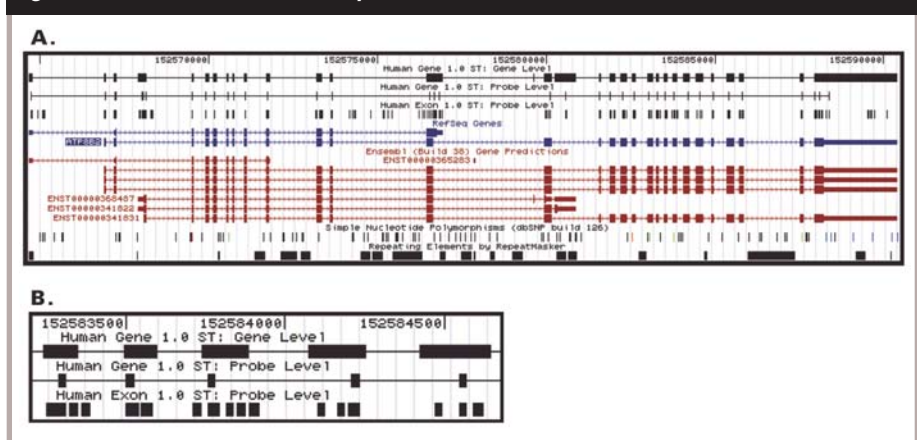 A.
152570000| 152575000| 152580000| 152585000| 152590000|
Human Gene 1.0 ST: Gene Level
Human Gene 1.0 ST: Probe Level
Human Exon 1.0 ST: Probe Level
RefSeq Genes
ATP8B2
Ensembl (Build 38) Gene Predictions
ENST00000365283
ENST00000368487
ENST00000341822
ENST00000341831
Simple Nucleotide Polymorphisms (dbSNP build 126)
Repeating Elements by RepeatMasker
B.
152583500| 152584000| 152584500|
Human Gene 1.0 ST: Gene Level
Human Gene 1.0 ST: Probe Level
Human Exon 1.0 ST: Probe Level